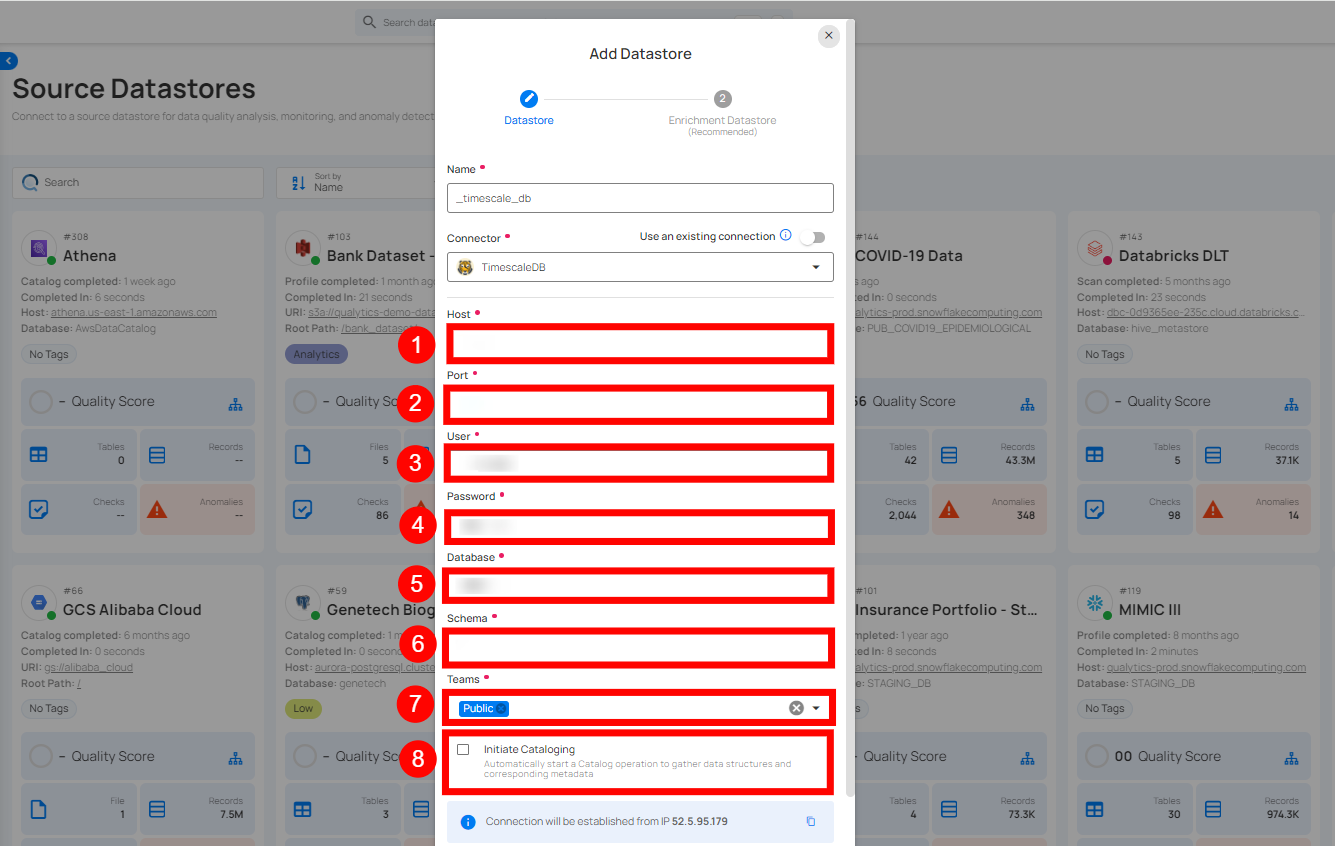 Search data
Source Datastores
Connect to a source datastore for data quality analysis, monitoring, and anomaly detect
Search
Sort by
Name
Add Datastore
2
Datastore
Enrichment Datastore
(Recommended)
Name •
_timescale_db
Connector •
Use an existing connection
TimescaleDB
Host •
1
Port •
2
User •
3
Password •
4
Database •
5
Schema •
6
Teams •
7
Public
8
Initiate Cataloging
Automatically start a Catalog operation to gather data structures and
corresponding metadata
Connection will be established from IP 52.5.95.179
#308
Athena
Catalog completed: 1 week ago
Completed In: 6 seconds
Host: athena.us-east-1.amazonaws.com
Database: AwsDataCatalog
No Tags
– Quality Score
Tables
0
Records
--
Checks
--
Anomalies
--
#103
Bank Dataset -
Profile completed: 1 month ago
Completed In: 21 seconds
URI: s3a://qualytics-demo-data
Root Path: /bank_dataset
Analytics
– Quality Sco
Files
5
Checks
86
#144
COVID-19 Data
ago
ed In: 0 seconds
alytics-prod.snowflakecomputing.com
e: PUB_COVID19_EPIDEMIOLOGICAL
66 Quality Score
Tables
42
Records
43.3M
Checks
2,044
Anomalies
348
#143
Databricks DLT
Scan completed: 5 months ago
Completed In: 23 seconds
Host: dbc-0d9365ee-235c.cloud.databricks.c...
Database: hive_metastore
No Tags
– Quality Score
Tables
5
Records
37.1K
Checks
98
Anomalies
14
#66
GCS Alibaba Cloud
Catalog completed: 6 months ago
Completed In: 0 seconds
URI: gs://alibaba_cloud
Root Path: /
No Tags
– Quality Score
File
1
Records
7.5M
#59
Genetech Biog
Catalog completed: 1 m
Completed In: 0 secon
Host: aurora-postgresql.cluste
Database: genetech
Low
– Quality Sco
Tables
3
#101
Insurance Portfolio - St...
mpleted: 1 year ago
ed In: 8 seconds
alytics-prod.snowflakecomputing.com
e: STAGING_DB
s
Quality Score
Tables
4
Records
73.3K
#119
MIMIC III
Profile completed: 8 months ago
Completed In: 2 minutes
Host: qualytics-prod.snowflakecomputing.com
Database: STAGING_DB
No Tags
00 Quality Score
Tables
30
Records
974.3K